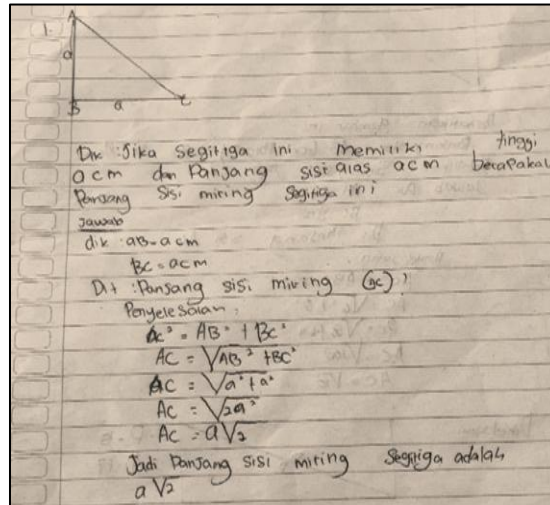 1.
A
a
B
a
C
Dik : Jika Segitiga ini memiliki tinggi
a cm dan Panjang sisi alas a cm berapakah
Panjang sisi miring segitiga ini
Jawab
dik : AB = a cm
BC = a cm
Dit : Panjang sisi miring (AC) ?
Penyelesaian :
AC² = AB² + BC²
AC = √AB² + BC²
AC = √a² + a²
AC = √2a²
AC = a√2
Jadi Panjang sisi miring Segitiga adalah
a√2